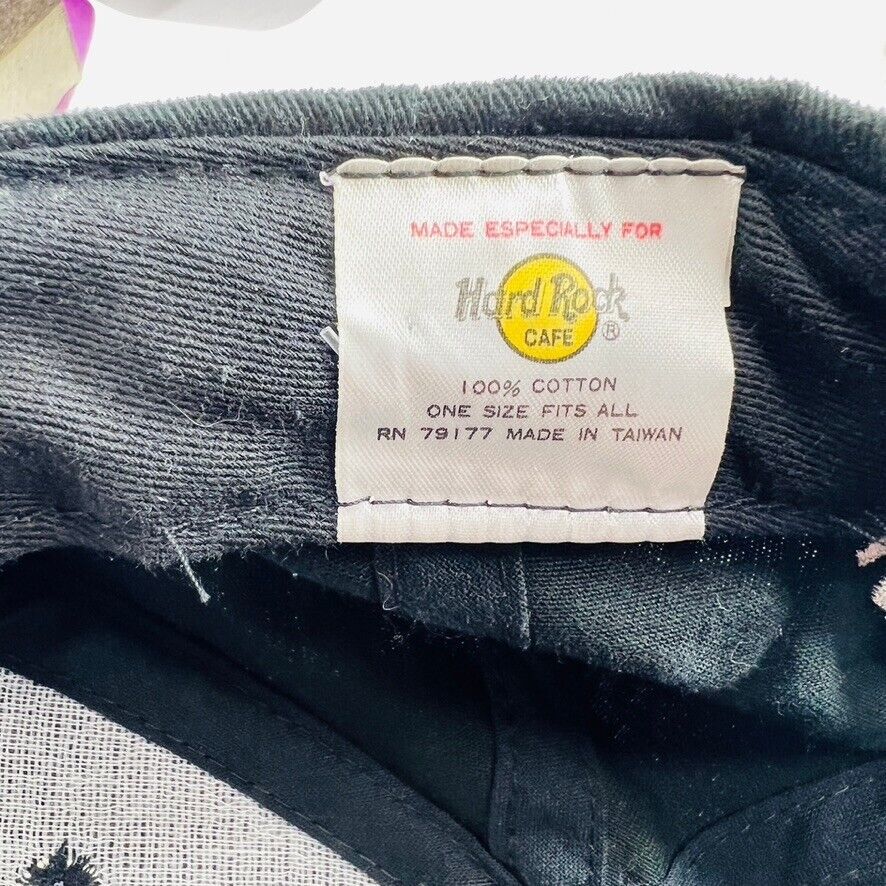 MADE ESPECIALLY FOR
Hard Rock
CAFE ®
100% COTTON
ONE SIZE FITS ALL
RN 79177 MADE IN TAIWAN